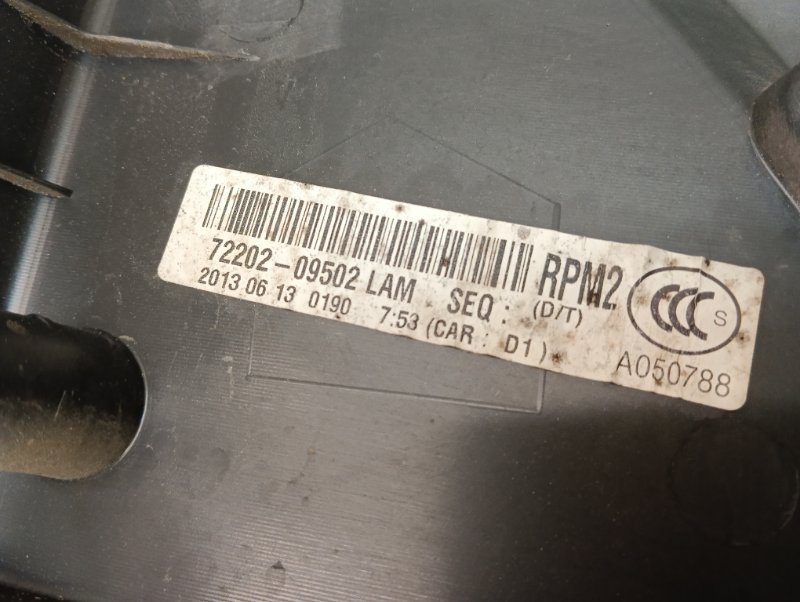 72202-09502 LAM SEQ : (D/T) RPM2
2013 06 13 0190 7:53 (CAR : D1)
CCC S
A050788